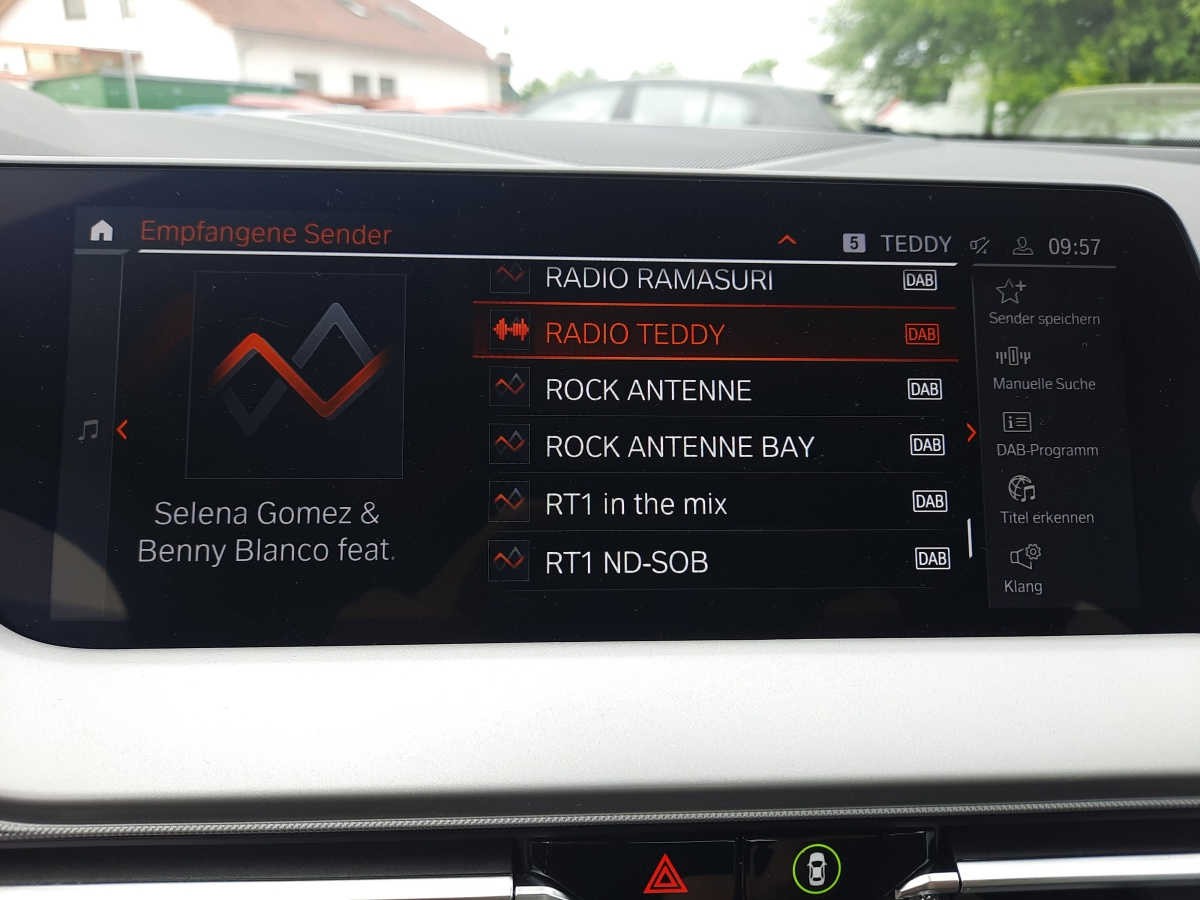 Empfangene Sender
5 TEDDY 09:57
RADIO RAMASURI DAB
RADIO TEDDY DAB
ROCK ANTENNE DAB
ROCK ANTENNE BAY DAB
RT1 in the mix DAB
RT1 ND-SOB DAB
Selena Gomez &
Benny Blanco feat.
Sender speichern
Manuelle Suche
DAB-Programm
Titel erkennen
Klang